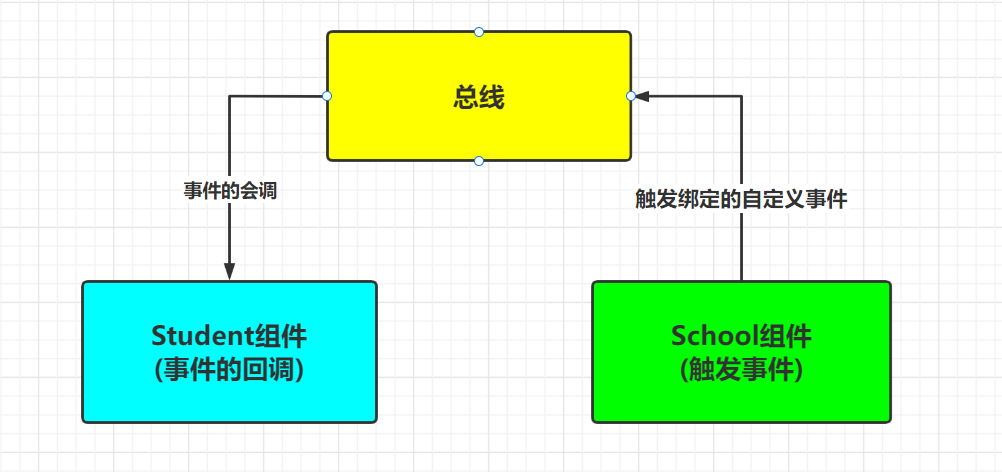 总线
事件的会调
触发绑定的自定义事件
Student组件
(事件的回调)
School组件
(触发事件)